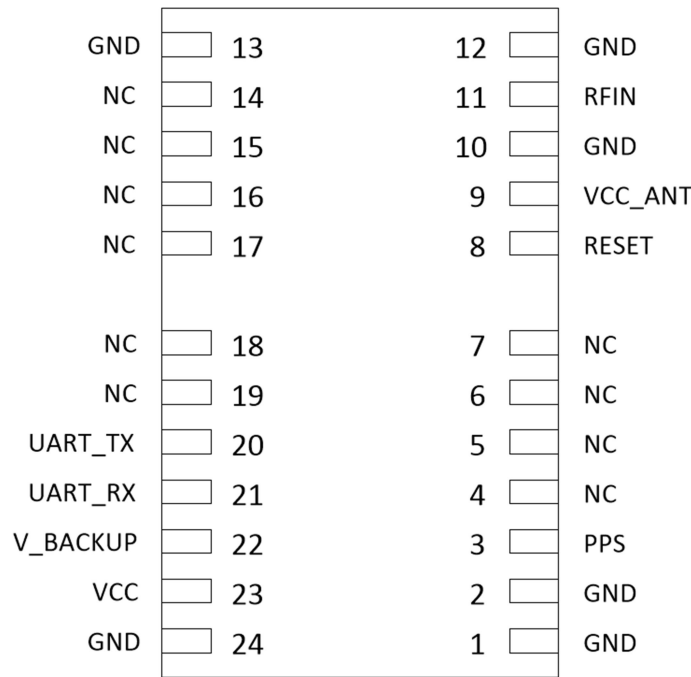 GND 13 12 GND
NC 14 11 RFIN
NC 15 10 GND
NC 16 9 VCC_ANT
NC 17 8 RESET
NC 18 7 NC
NC 19 6 NC
UART_TX 20 5 NC
UART_RX 21 4 NC
V_BACKUP 22 3 PPS
VCC 23 2 GND
GND 24 1 GND